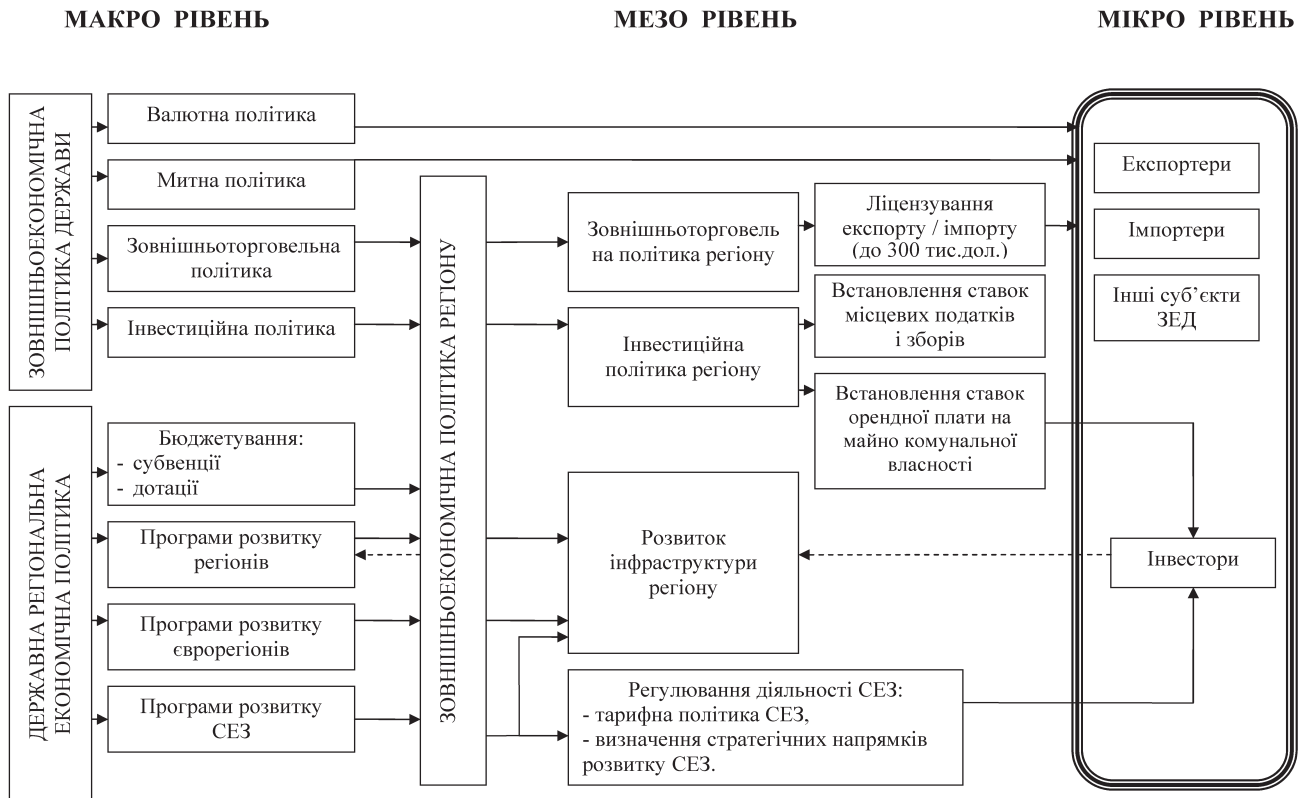 МАКРО РІВЕНЬ
МЕЗО РІВЕНЬ
МІКРО РІВЕНЬ
ЗОВНІШНЬОЕКОНОМІЧНА
ПОЛІТИКА ДЕРЖАВИ
Валютна політика
Митна політика
Зовнішньоторговельна
політика
Інвестиційна політика
ДЕРЖАВНА РЕГІОНАЛЬНА
ЕКОНОМІЧНА ПОЛІТИКА
Бюджетування:
- субвенції
- дотації
Програми розвитку
регіонів
Програми розвитку
єврорегіонів
Програми розвитку
СЕЗ
ЗОВНІШНЬОЕКОНОМІЧНА ПОЛІТИКА РЕГІОНУ
Зовнішньоторговель
на політика регіону
Інвестиційна
політика регіону
Розвиток
інфраструктури
регіону
Регулювання діяльності СЕЗ:
- тарифна політика СЕЗ,
- визначення стратегічних напрямків
розвитку СЕЗ.
Ліцензування
експорту / імпорту
(до 300 тис.дол.)
Встановлення ставок
місцевих податків
і зборів
Встановлення ставок
орендної плати на
майно комунальної
власності
Експортери
Імпортери
Інші суб’єкти
ЗЕД
Інвестори